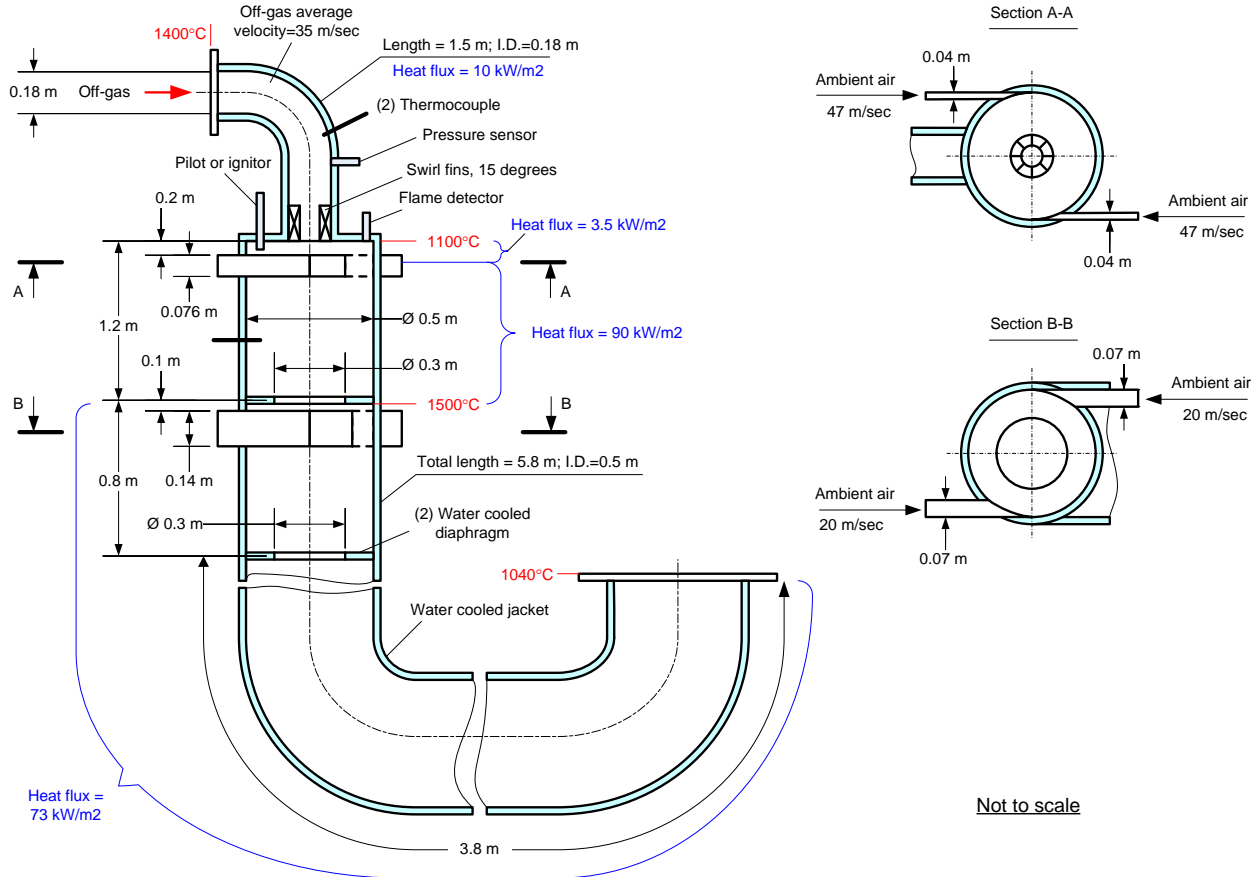 Off-gas average
velocity=35 m/sec
1400°C
Length = 1.5 m; I.D.=0.18 m
Heat flux = 10 kW/m2
0.18 m
Off-gas
(2) Thermocouple
Pressure sensor
Pilot or ignitor
Swirl fins, 15 degrees
Flame detector
0.2 m
Heat flux = 3.5 kW/m2
1100°C
A
A
0.076 m
1.2 m
Ø 0.5 m
Heat flux = 90 kW/m2
0.1 m
Ø 0.3 m
B
1500°C
B
0.8 m
0.14 m
Total length = 5.8 m; I.D.=0.5 m
Ø 0.3 m
(2) Water cooled
diaphragm
1040°C
Water cooled jacket
Heat flux =
73 kW/m2
3.8 m
Section A-A
0.04 m
Ambient air
47 m/sec
Ambient air
47 m/sec
0.04 m
Section B-B
0.07 m
Ambient air
20 m/sec
Ambient air
20 m/sec
0.07 m
Not to scale